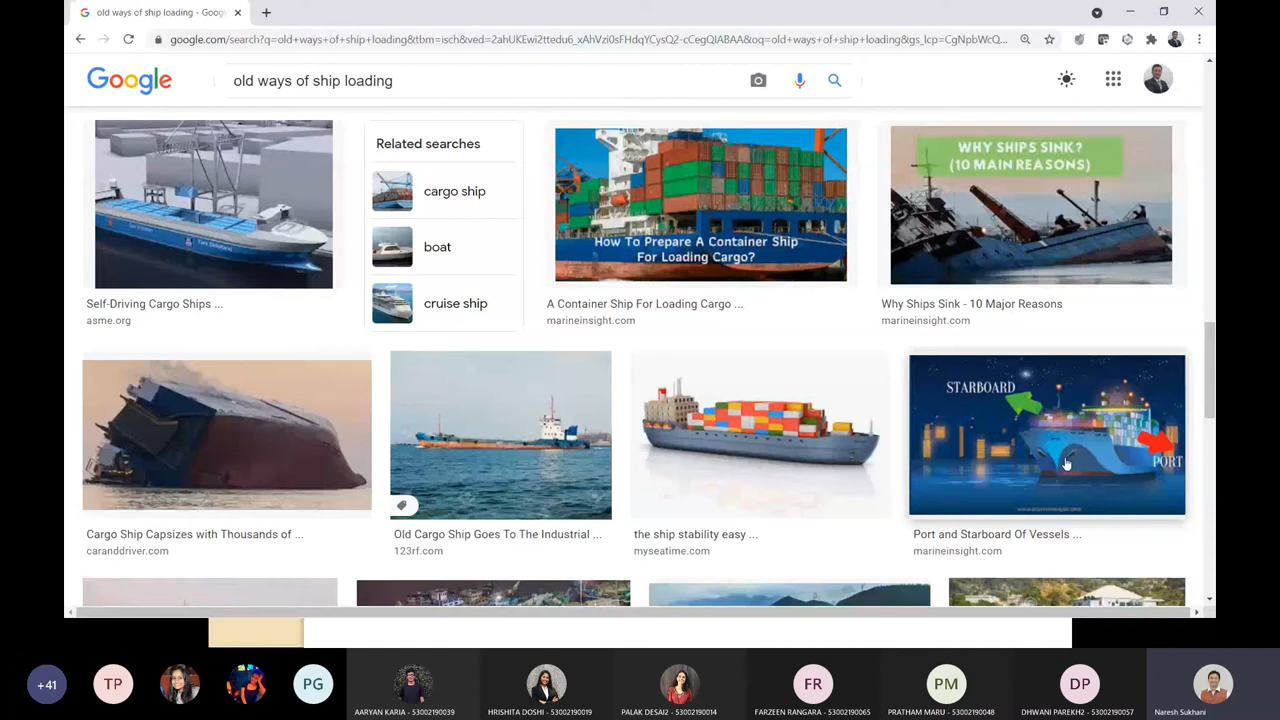 old ways of ship loading - Goog
google.com/search?q=old+ways+of+ship+loading&tbm=isch&ved=2ahUKEwi2ttedu6_xAhVzi0sFHdqYCysQ2-cCegQIABAA&oq=old+ways+of+ship+loading&gs_lcp=CgNpbWcQ...
Google
old ways of ship loading
Related searches
cargo ship
boat
cruise ship
How To Prepare A Container Ship
For Loading Cargo?
WHY SHIPS SINK?
(10 MAIN REASONS)
Self-Driving Cargo Ships ...
asme.org
A Container Ship For Loading Cargo ...
marineinsight.com
Why Ships Sink - 10 Major Reasons
marineinsight.com
STARBOARD
PORT
Cargo Ship Capsizes with Thousands of ...
caranddriver.com
Old Cargo Ship Goes To The Industrial ...
123rf.com
the ship stability easy ...
myseatime.com
Port and Starboard Of Vessels ...
marineinsight.com
+41
TP
PG
AARYAN KARIA - 53002190039
HRISHITA DOSHI - 53002190019
PALAK DESAI2 - 53002190014
FR
FARZEEN RANGARA - 53002190065
PM
PRATHAM MARU - 53002190048
DP
DHWANI PAREKH2 - 53002190057
Naresh Sukhani